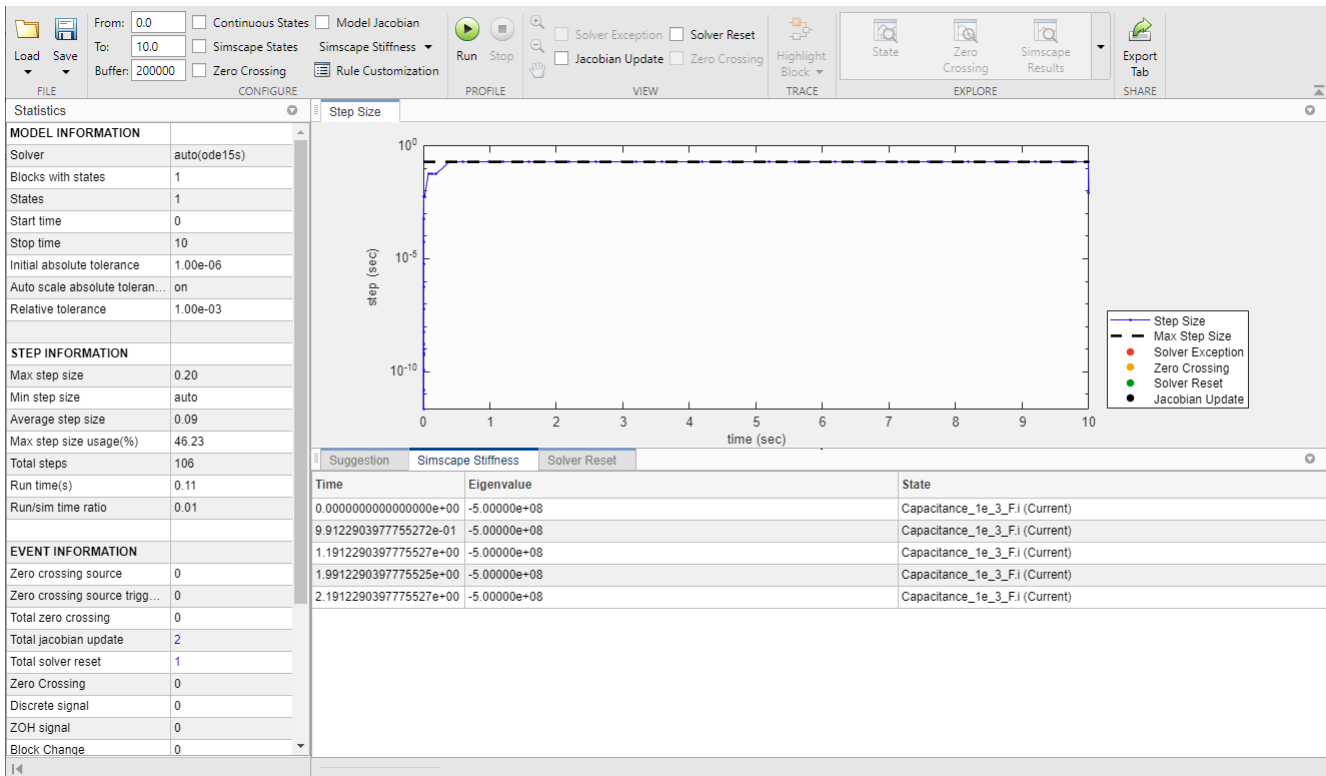 From: 0.0 Continuous States Model Jacobian
To: 10.0 Simscape States Simscape Stiffness
Buffer: 200000 Zero Crossing Rule Customization
Load Save
Run Stop
Solver Exception Solver Reset
Jacobian Update Zero Crossing
Highlight Block
State Zero Crossing Simscape Results
Export Tab
FILE CONFIGURE PROFILE VIEW TRACE EXPLORE SHARE
Statistics
MODEL INFORMATION
Solver auto(ode15s)
Blocks with states 1
States 1
Start time 0
Stop time 10
Initial absolute tolerance 1.00e-06
Auto scale absolute toleran... on
Relative tolerance 1.00e-03
STEP INFORMATION
Max step size 0.20
Min step size auto
Average step size 0.09
Max step size usage(%) 46.23
Total steps 106
Run time(s) 0.11
Run/sim time ratio 0.01
EVENT INFORMATION
Zero crossing source 0
Zero crossing source trigg... 0
Total zero crossing 0
Total jacobian update 2
Total solver reset 1
Zero Crossing 0
Discrete signal 0
ZOH signal 0
Block Change 0
Step Size
10^0
10^-5
10^-10
step (sec)
0 1 2 3 4 5 6 7 8 9 10
time (sec)
Step Size
Max Step Size
Solver Exception
Zero Crossing
Solver Reset
Jacobian Update
Suggestion Simscape Stiffness Solver Reset
Time Eigenvalue State
0.0000000000000000e+00 -5.00000e+08 Capacitance_1e_3_F.i (Current)
9.9122903977755272e-01 -5.00000e+08 Capacitance_1e_3_F.i (Current)
1.1912290397775527e+00 -5.00000e+08 Capacitance_1e_3_F.i (Current)
1.9912290397775525e+00 -5.00000e+08 Capacitance_1e_3_F.i (Current)
2.1912290397775527e+00 -5.00000e+08 Capacitance_1e_3_F.i (Current)